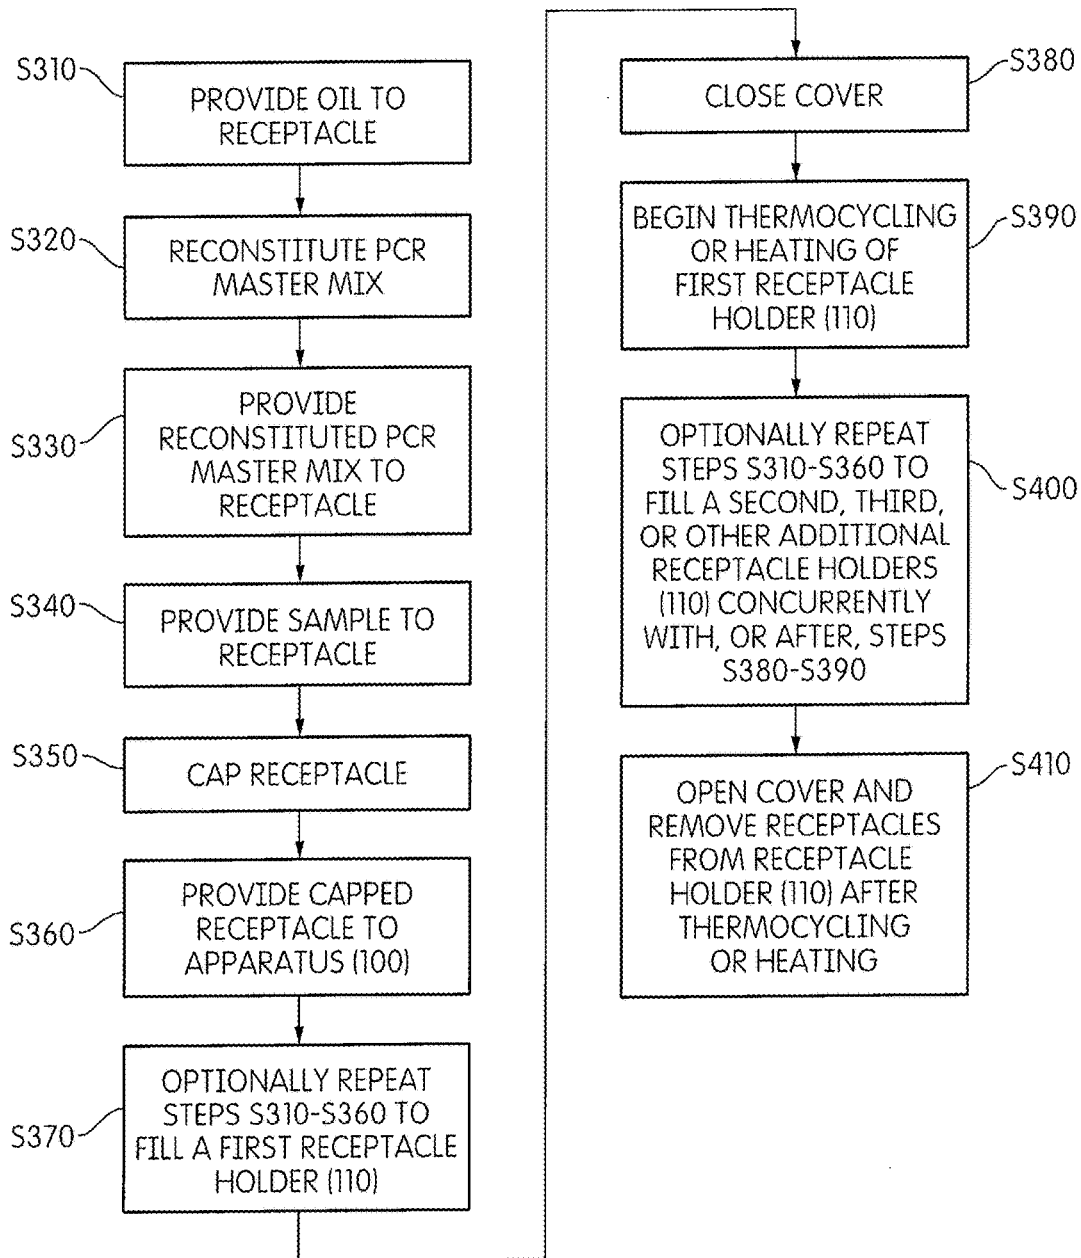 S310
PROVIDE OIL TO
RECEPTACLE
S320
RECONSTITUTE PCR
MASTER MIX
S330
PROVIDE
RECONSTITUTED PCR
MASTER MIX TO
RECEPTACLE
S340
PROVIDE SAMPLE TO
RECEPTACLE
S350
CAP RECEPTACLE
S360
PROVIDE CAPPED
RECEPTACLE TO
APPARATUS (100)
S370
OPTIONALLY REPEAT
STEPS S310-S360 TO
FILL A FIRST RECEPTACLE
HOLDER (110)
S380
CLOSE COVER
S390
BEGIN THERMOCYCLING
OR HEATING OF
FIRST RECEPTACLE
HOLDER (110)
S400
OPTIONALLY REPEAT
STEPS S310-S360 TO
FILL A SECOND, THIRD,
OR OTHER ADDITIONAL
RECEPTACLE HOLDERS
(110) CONCURRENTLY
WITH, OR AFTER, STEPS
S380-S390
S410
OPEN COVER AND
REMOVE RECEPTACLES
FROM RECEPTACLE
HOLDER (110) AFTER
THERMOCYCLING
OR HEATING